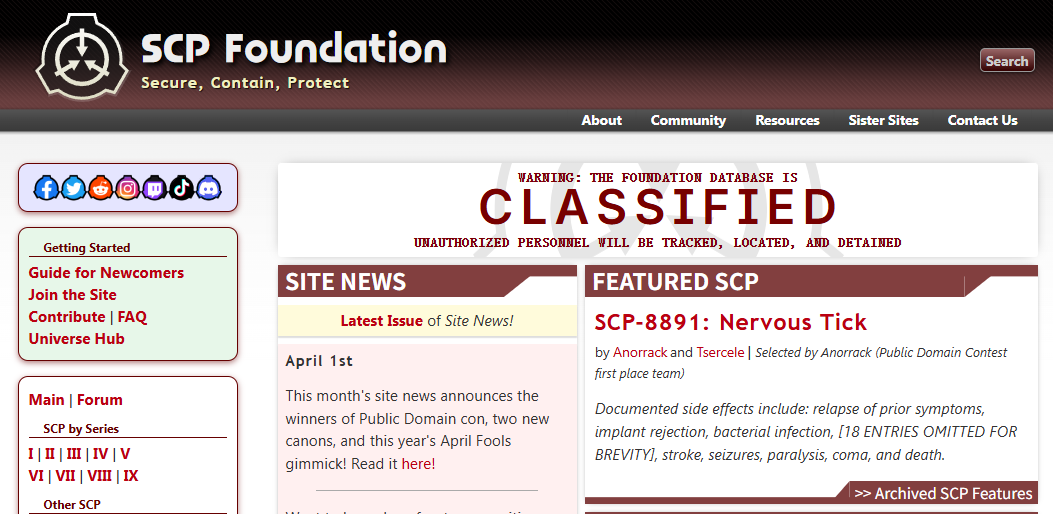 SCP Foundation
Secure, Contain, Protect
Search
About Community Resources Sister Sites Contact Us
Getting Started
Guide for Newcomers
Join the Site
Contribute | FAQ
Universe Hub
Main | Forum
SCP by Series
I | II | III | IV | V
VI | VII | VIII | IX
Other SCP
WARNING: THE FOUNDATION DATABASE IS
CLASSIFIED
UNAUTHORIZED PERSONNEL WILL BE TRACKED, LOCATED, AND DETAINED
SITE NEWS
Latest Issue of Site News!
April 1st
This month's site news announces the
winners of Public Domain con, two new
canons, and this year's April Fools
gimmick! Read it here!
FEATURED SCP
SCP-8891: Nervous Tick
by Anorrack and Tsercele | Selected by Anorrack (Public Domain Contest
first place team)
Documented side effects include: relapse of prior symptoms,
implant rejection, bacterial infection, [18 ENTRIES OMITTED FOR
BREVITY], stroke, seizures, paralysis, coma, and death.
>> Archived SCP Features